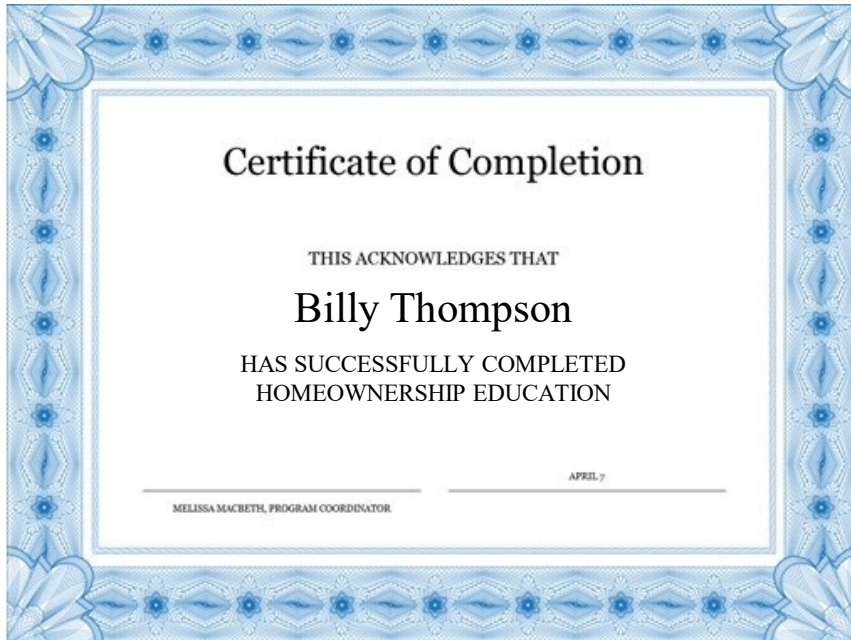 Certificate of Completion
THIS ACKNOWLEDGES THAT
Billy Thompson
HAS SUCCESSFULLY COMPLETED
HOMEOWNERSHIP EDUCATION
APRIL 7
MELISSA MACBETH, PROGRAM COORDINATOR